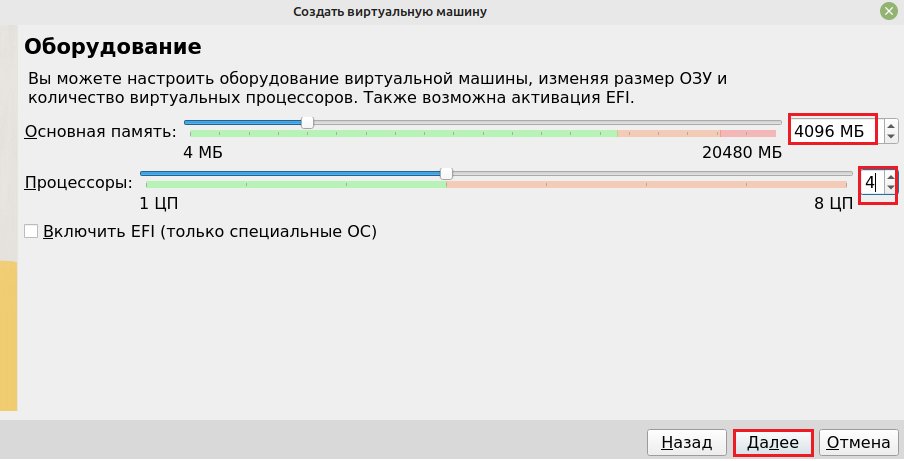 Создать виртуальную машину
Оборудование
Вы можете настроить оборудование виртуальной машины, изменяя размер ОЗУ и
количество виртуальных процессоров. Также возможна активация EFI.
Основная память: 4096 МБ
4 МБ 20480 МБ
Процессоры: 4
1 ЦП 8 ЦП
Включить EFI (только специальные ОС)
Назад Далее Отмена